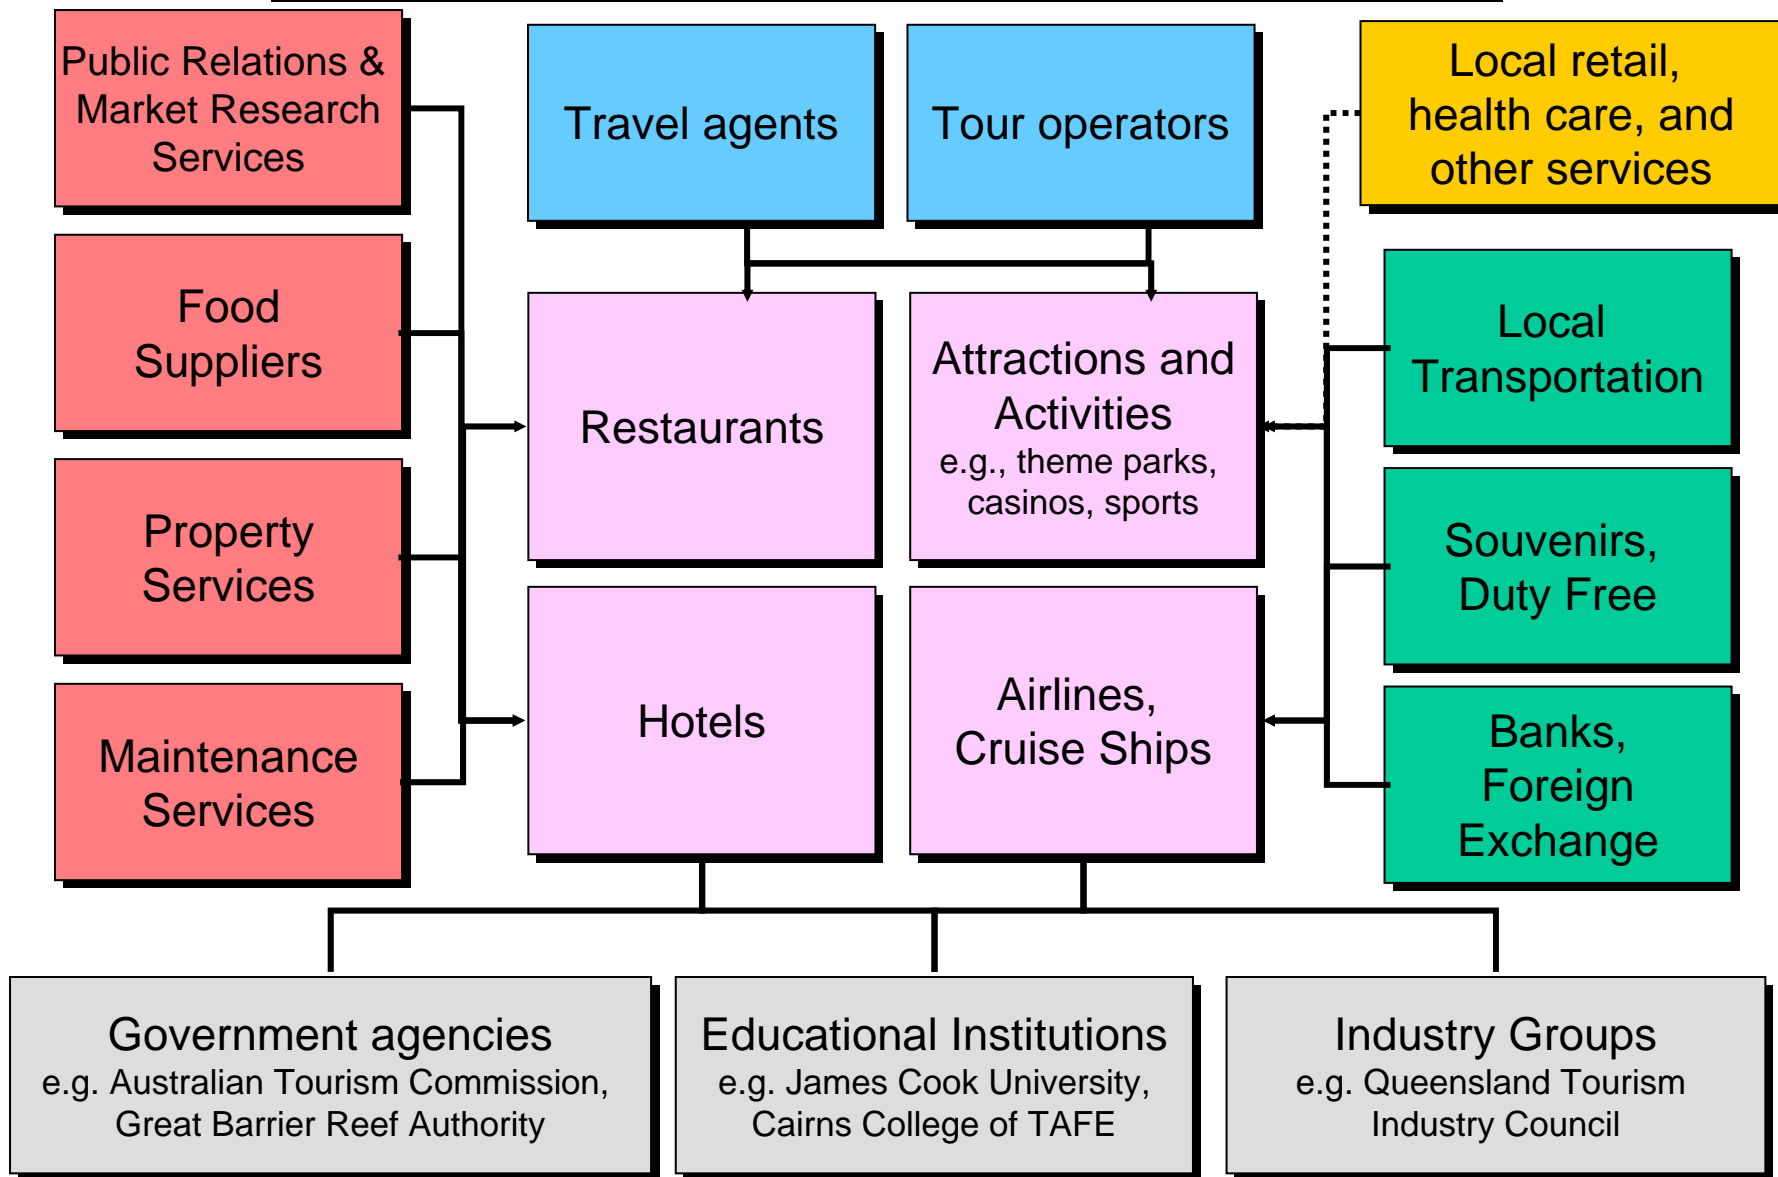 Public Relations &
Market Research
Services
Travel agents
Tour operators
Local retail,
health care, and
other services
Food
Suppliers
Restaurants
Attractions and
Activities
e.g., theme parks,
casinos, sports
Local
Transportation
Property
Services
Souvenirs,
Duty Free
Maintenance
Services
Hotels
Airlines,
Cruise Ships
Banks,
Foreign
Exchange
Government agencies
e.g. Australian Tourism Commission,
Great Barrier Reef Authority
Educational Institutions
e.g. James Cook University,
Cairns College of TAFE
Industry Groups
e.g. Queensland Tourism
Industry Council